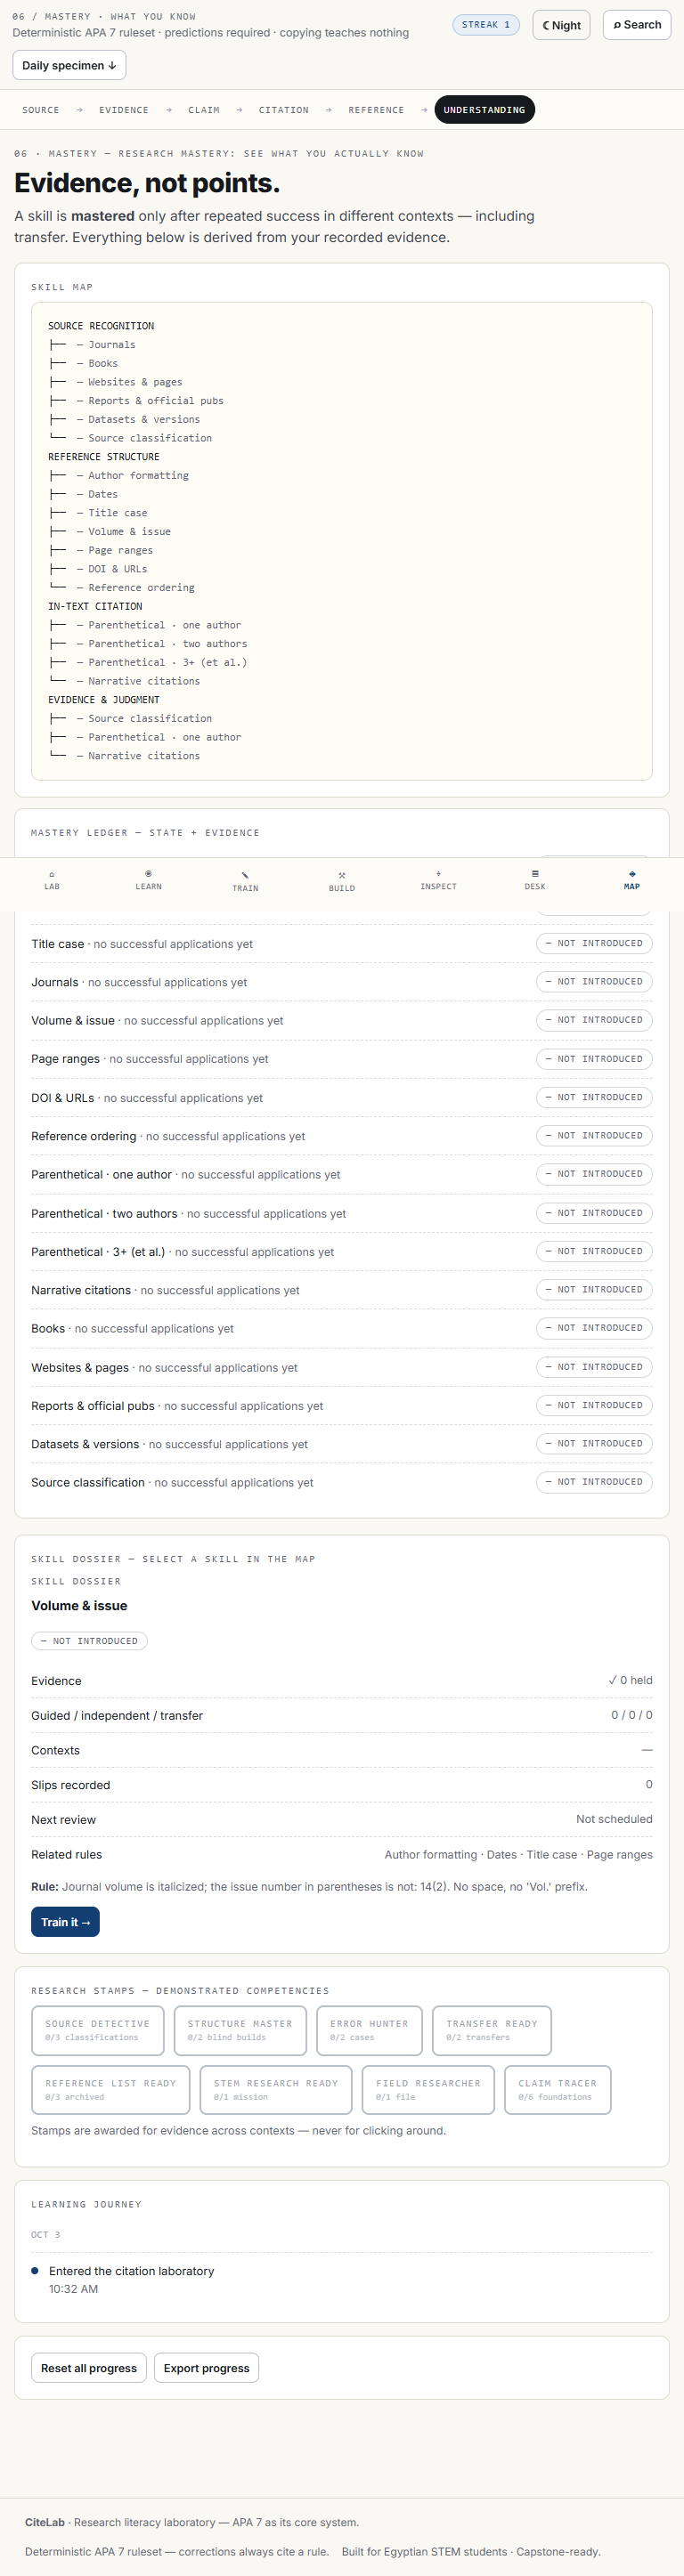 06 / MASTERY · WHAT YOU KNOW
Deterministic APA 7 ruleset · predictions required · copying teaches nothing
STREAK 1
☾ Night
⌕ Search
Daily specimen ↓
SOURCE → EVIDENCE → CLAIM → CITATION → REFERENCE → UNDERSTANDING
06 · MASTERY — RESEARCH MASTERY: SEE WHAT YOU ACTUALLY KNOW
Evidence, not points.
A skill is mastered only after repeated success in different contexts — including
transfer. Everything below is derived from your recorded evidence.
SKILL MAP
SOURCE RECOGNITION
├── — Journals
├── — Books
├── — Websites & pages
├── — Reports & official pubs
├── — Datasets & versions
└── — Source classification
REFERENCE STRUCTURE
├── — Author formatting
├── — Dates
├── — Title case
├── — Volume & issue
├── — Page ranges
├── — DOI & URLs
└── — Reference ordering
IN-TEXT CITATION
├── — Parenthetical · one author
├── — Parenthetical · two authors
├── — Parenthetical · 3+ (et al.)
└── — Narrative citations
EVIDENCE & JUDGMENT
├── — Source classification
├── — Parenthetical · one author
└── — Narrative citations
MASTERY LEDGER — STATE + EVIDENCE
LAB
LEARN
TRAIN
BUILD
INSPECT
DESK
MAP
Title case · no successful applications yet — NOT INTRODUCED
Journals · no successful applications yet — NOT INTRODUCED
Volume & issue · no successful applications yet — NOT INTRODUCED
Page ranges · no successful applications yet — NOT INTRODUCED
DOI & URLs · no successful applications yet — NOT INTRODUCED
Reference ordering · no successful applications yet — NOT INTRODUCED
Parenthetical · one author · no successful applications yet — NOT INTRODUCED
Parenthetical · two authors · no successful applications yet — NOT INTRODUCED
Parenthetical · 3+ (et al.) · no successful applications yet — NOT INTRODUCED
Narrative citations · no successful applications yet — NOT INTRODUCED
Books · no successful applications yet — NOT INTRODUCED
Websites & pages · no successful applications yet — NOT INTRODUCED
Reports & official pubs · no successful applications yet — NOT INTRODUCED
Datasets & versions · no successful applications yet — NOT INTRODUCED
Source classification · no successful applications yet — NOT INTRODUCED
SKILL DOSSIER — SELECT A SKILL IN THE MAP
SKILL DOSSIER
Volume & issue
— NOT INTRODUCED
Evidence ✓ 0 held
Guided / independent / transfer 0 / 0 / 0
Contexts —
Slips recorded 0
Next review Not scheduled
Related rules Author formatting · Dates · Title case · Page ranges
Rule: Journal volume is italicized; the issue number in parentheses is not: 14(2). No space, no 'Vol.' prefix.
Train it →
RESEARCH STAMPS — DEMONSTRATED COMPETENCIES
SOURCE DETECTIVE
0/3 classifications
STRUCTURE MASTER
0/2 blind builds
ERROR HUNTER
0/2 cases
TRANSFER READY
0/2 transfers
REFERENCE LIST READY
0/3 archived
STEM RESEARCH READY
0/1 mission
FIELD RESEARCHER
0/1 file
CLAIM TRACER
0/6 foundations
Stamps are awarded for evidence across contexts — never for clicking around.
LEARNING JOURNEY
OCT 3
Entered the citation laboratory
10:32 AM
Reset all progress
Export progress
CiteLab · Research literacy laboratory — APA 7 as its core system.
Deterministic APA 7 ruleset — corrections always cite a rule. Built for Egyptian STEM students · Capstone-ready.